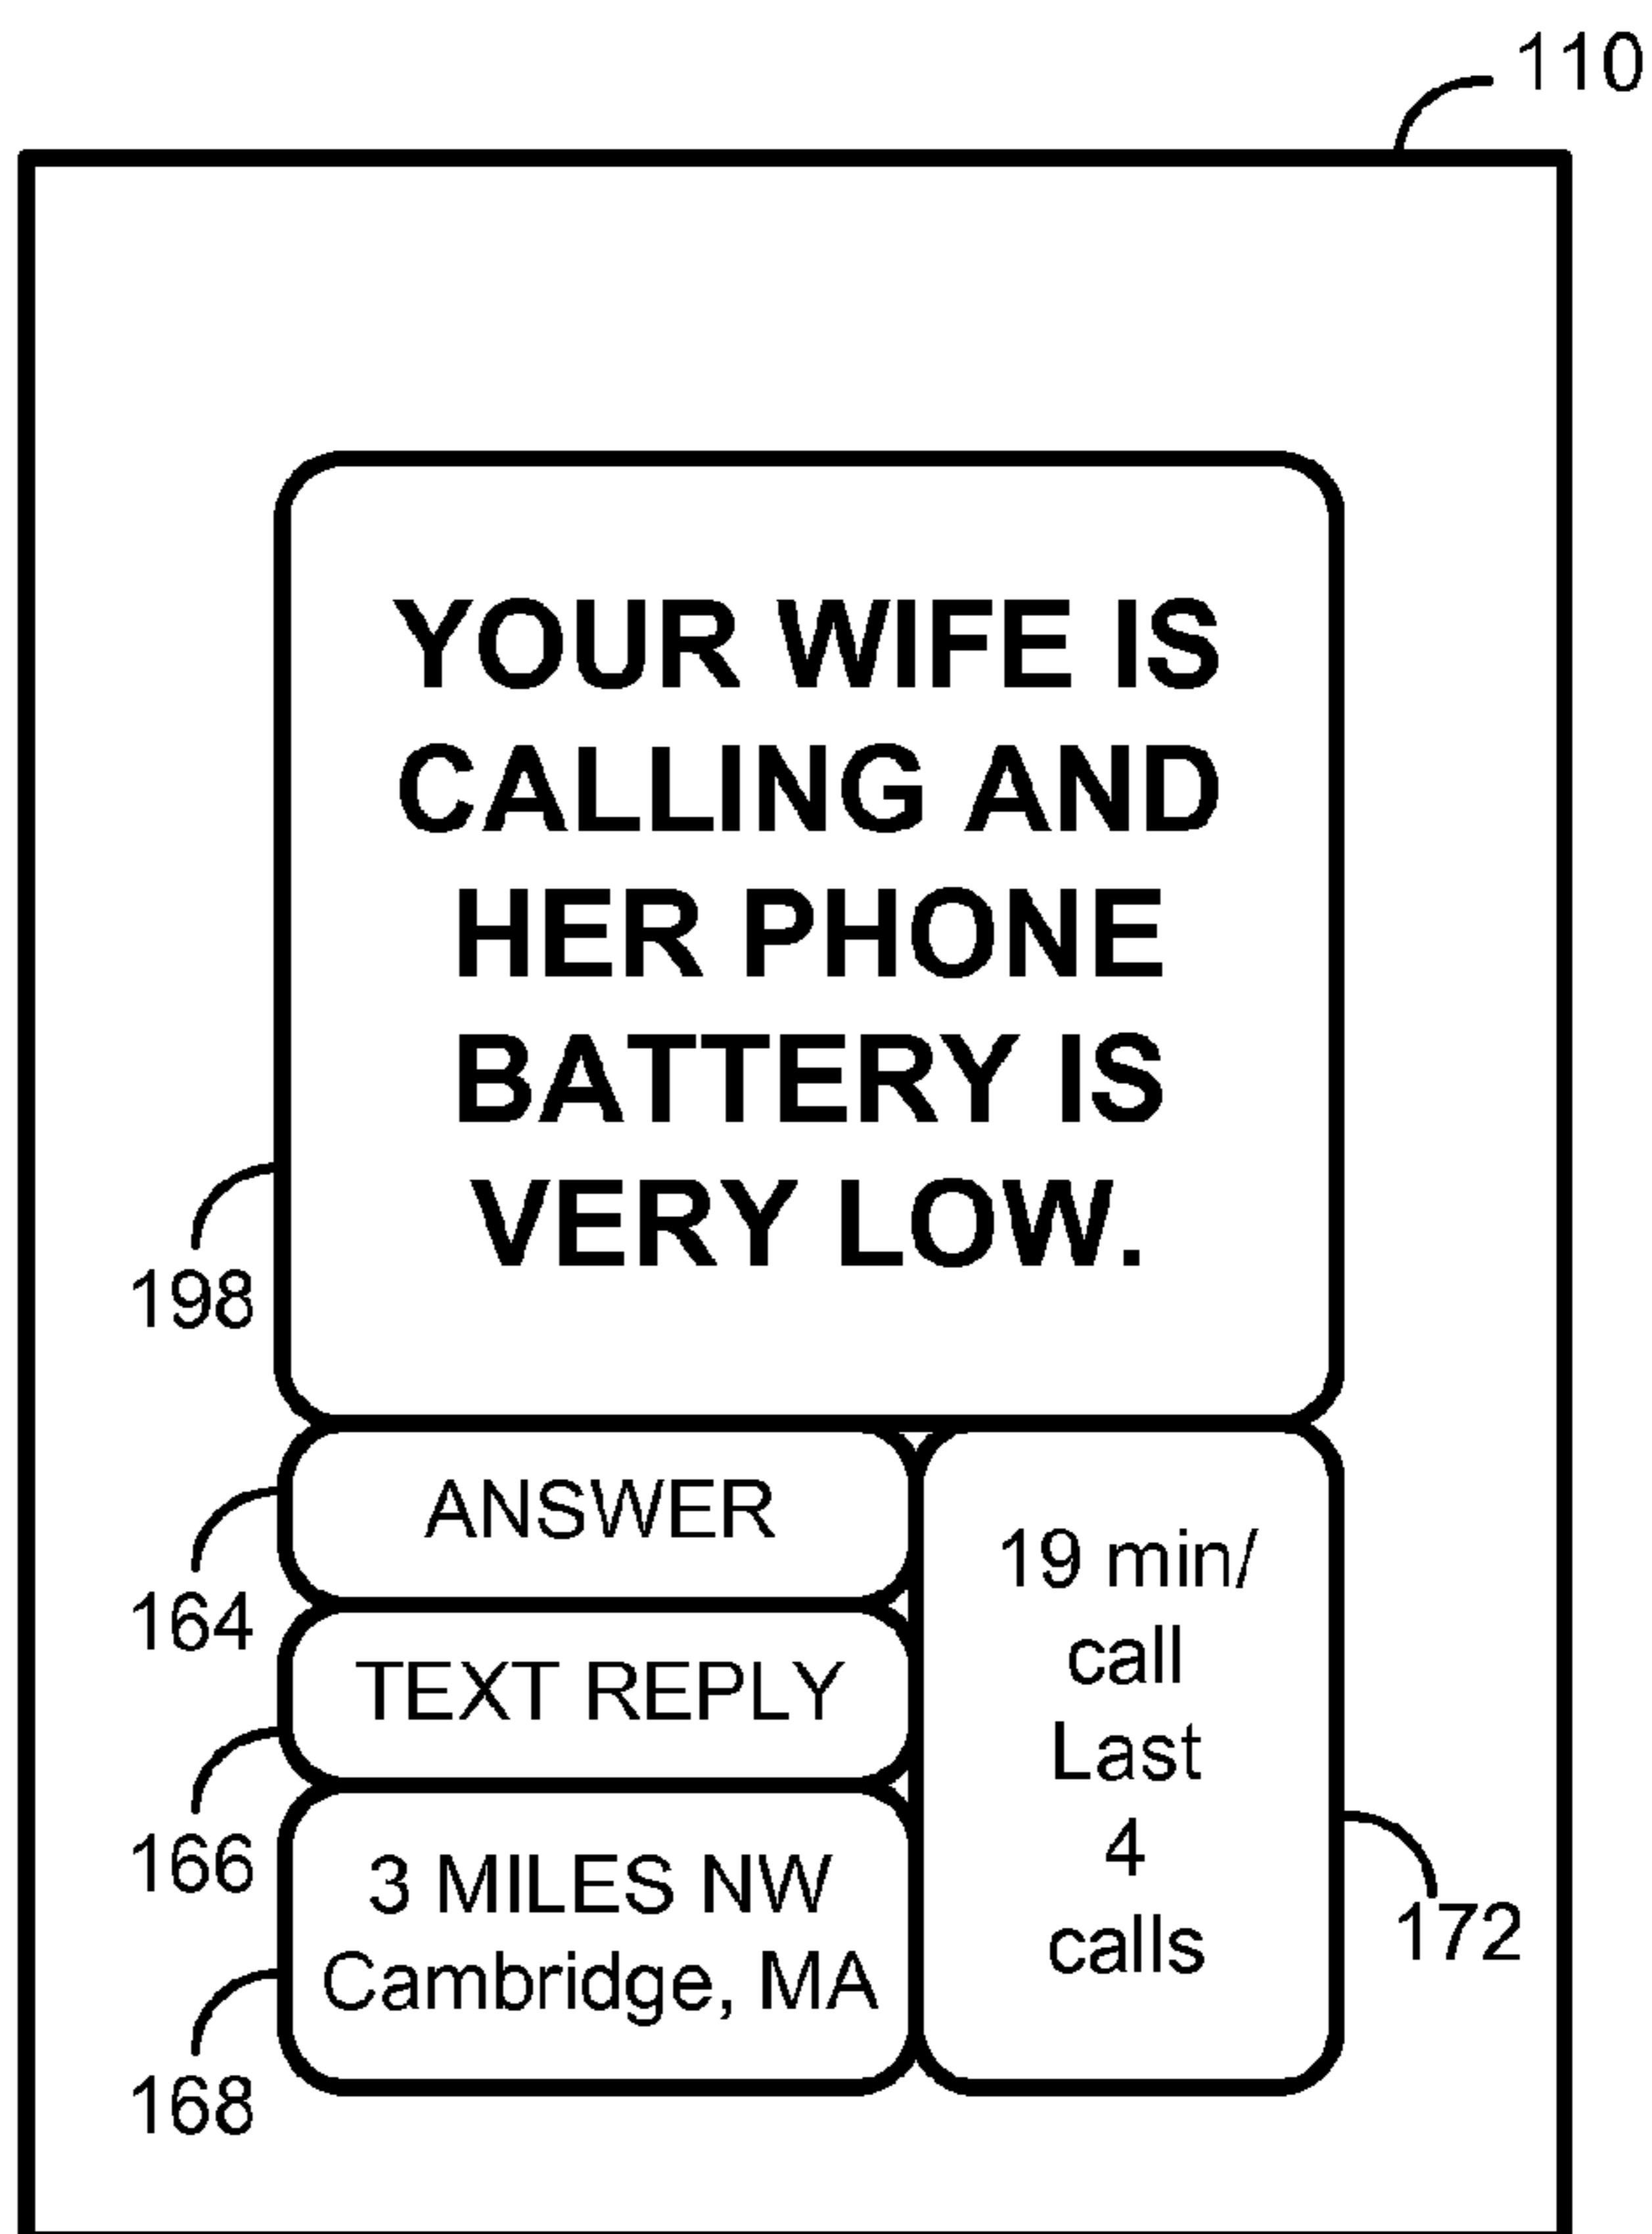 110
YOUR WIFE IS
CALLING AND
HER PHONE
BATTERY IS
VERY LOW.
198
ANSWER
164
TEXT REPLY
166
3 MILES NW
Cambridge, MA
168
19 min/
call
Last
4
calls
172